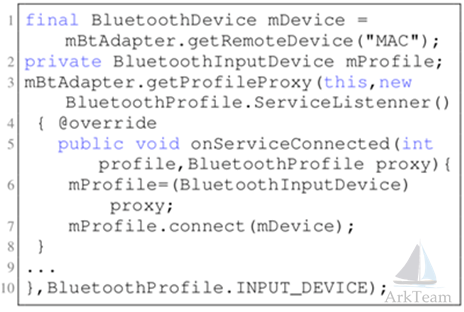 1 final BluetoothDevice mDevice =
mBtAdapter.getRemoteDevice("MAC");
2 private BluetoothInputDevice mProfile;
3 mBtAdapter.getProfileProxy(this,new
BluetoothProfile.ServiceListenner()
4 { @override
5 public void onServiceConnected(int
profile,BluetoothProfile proxy){
6 mProfile=(BluetoothInputDevice)
proxy;
7 mProfile.connect(mDevice);
8 }
9 ...
10 },BluetoothProfile.INPUT_DEVICE);
ArkTeam